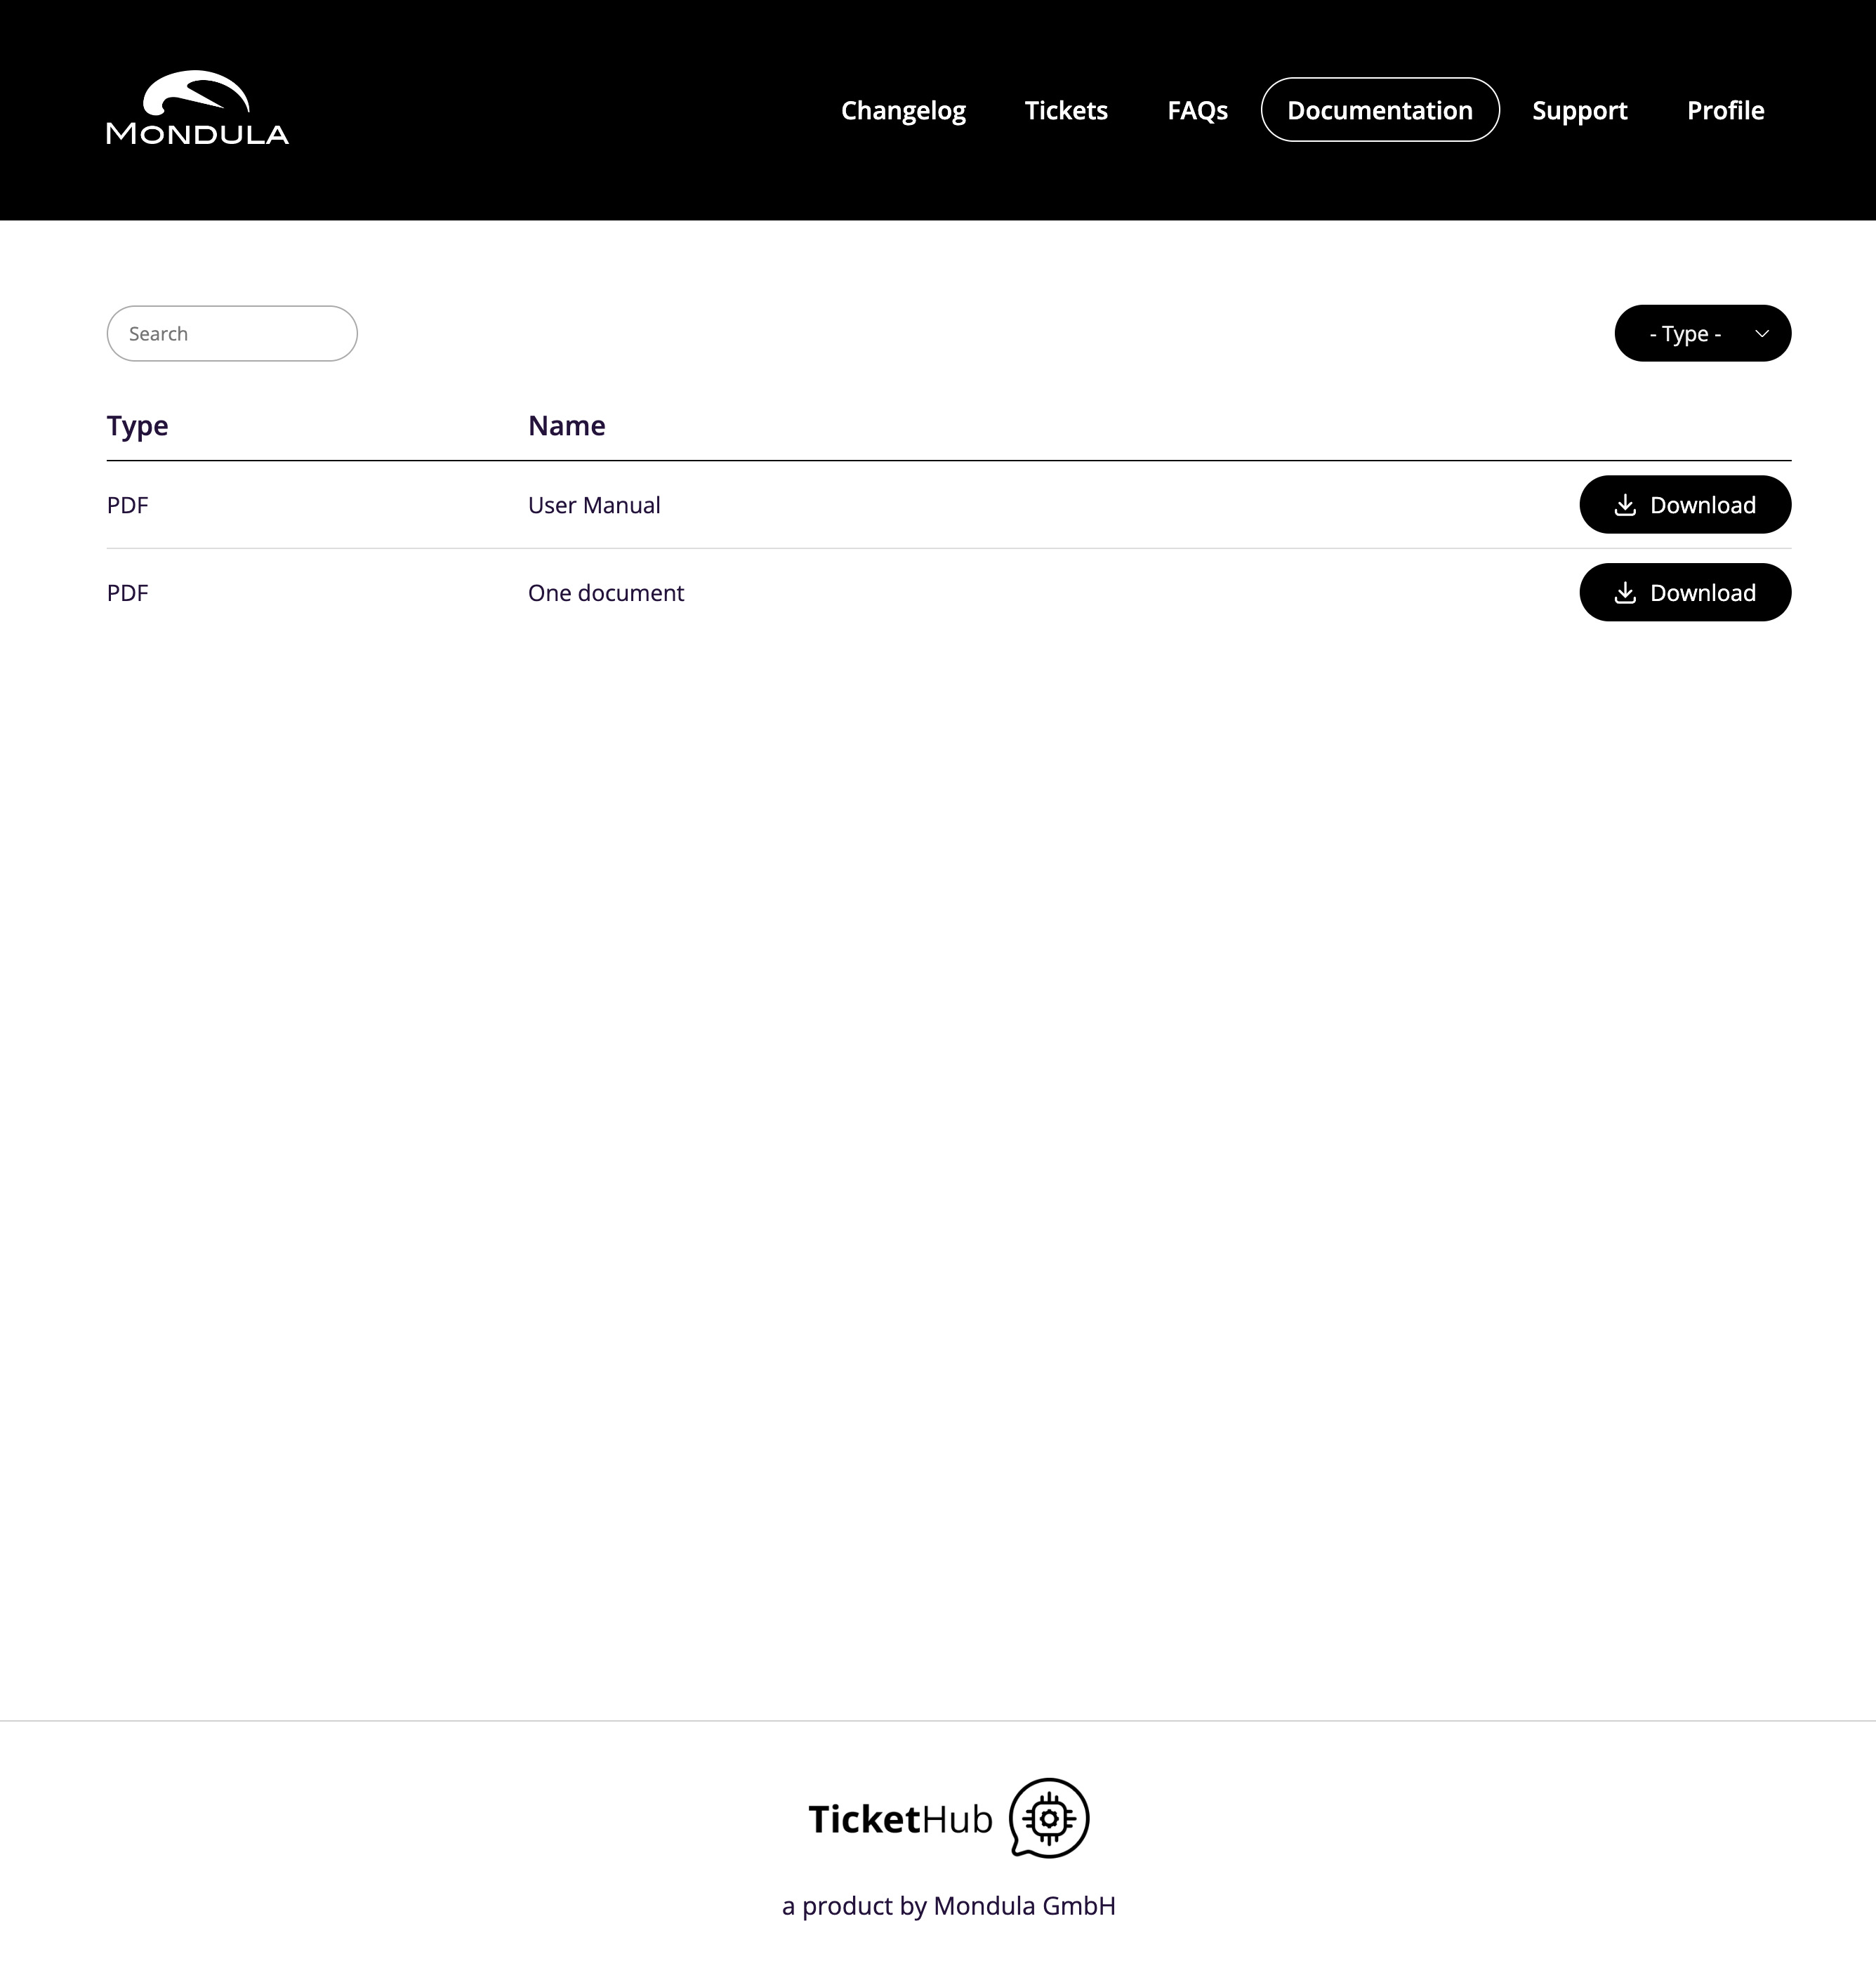 MONDULA
Changelog Tickets FAQs Documentation Support Profile
Search - Type -
Type Name
PDF User Manual Download
PDF One document Download
TicketHub
a product by Mondula GmbH